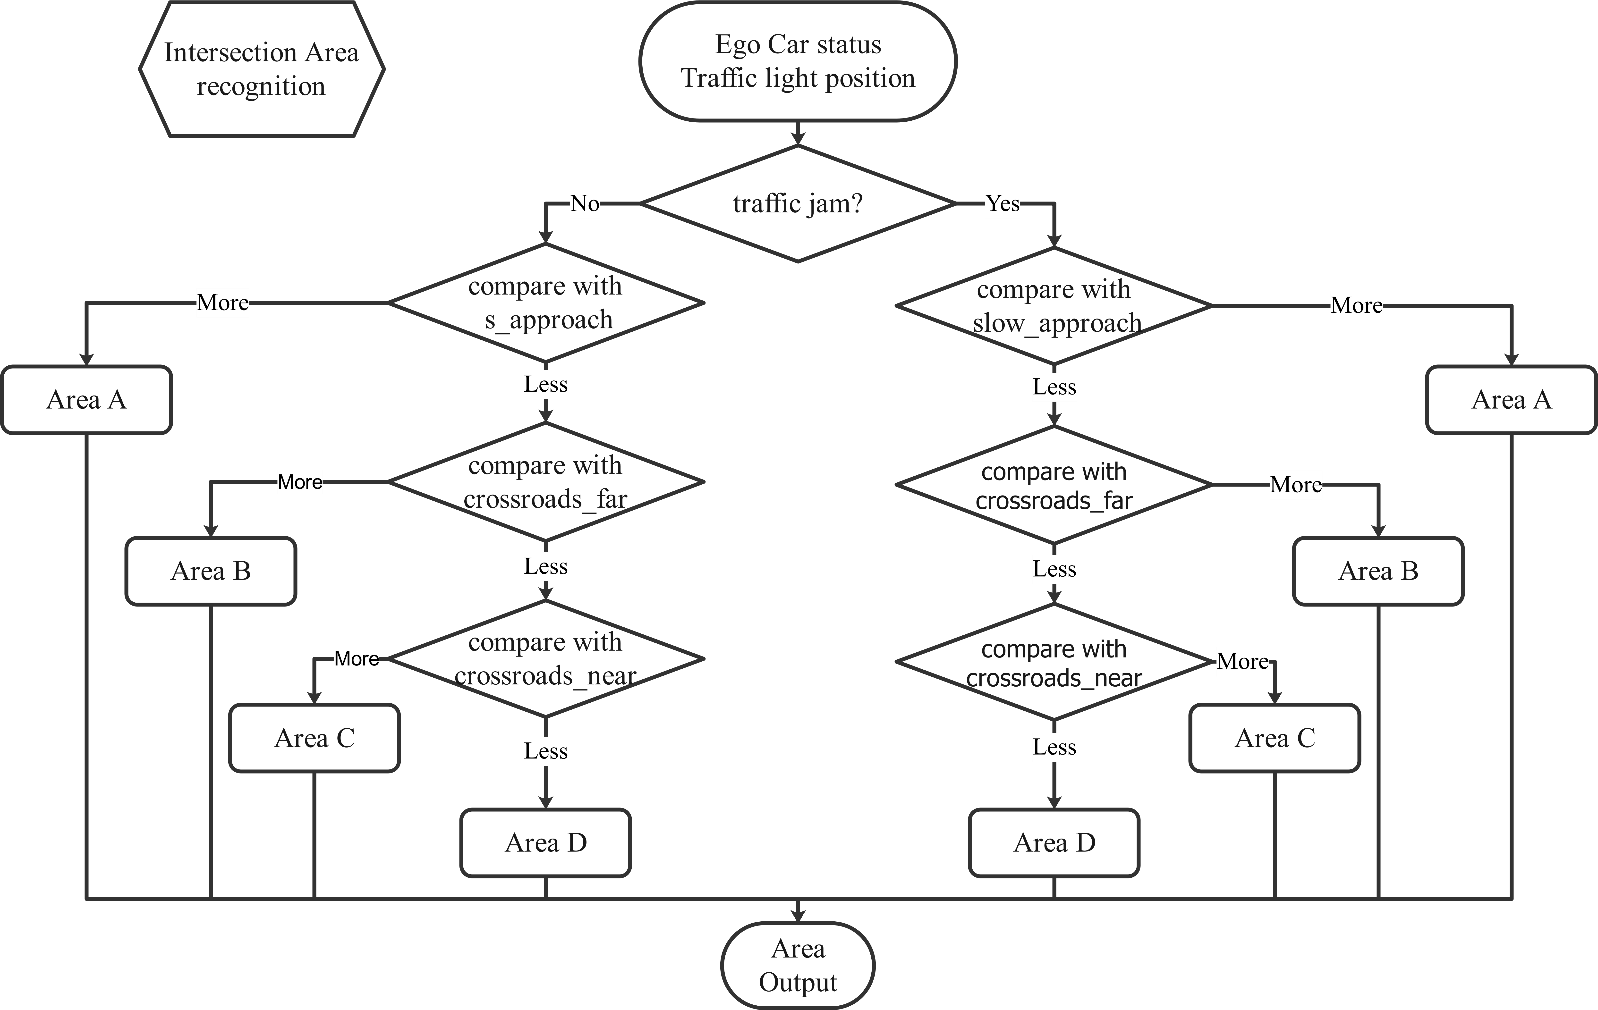 Intersection Area
recognition
Ego Car status
Traffic light position
traffic jam?
No
Yes
compare with
s_approach
compare with
slow_approach
More
More
Area A
Less
Less
Area A
compare with
crossroads_far
compare with
crossroads_far
More
More
Area B
Less
Less
Area B
compare with
crossroads_near
compare with
crossroads_near
More
More
Area C
Less
Less
Area C
Area D
Area D
Area
Output